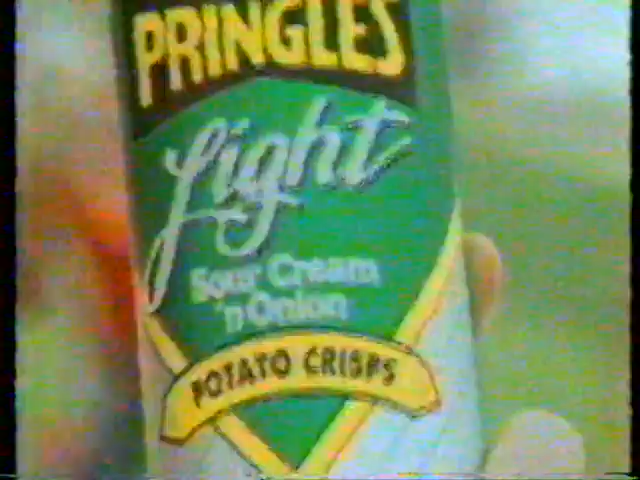 PRINGLES
Light
Sour Cream
'n Onion
POTATO CRISPS